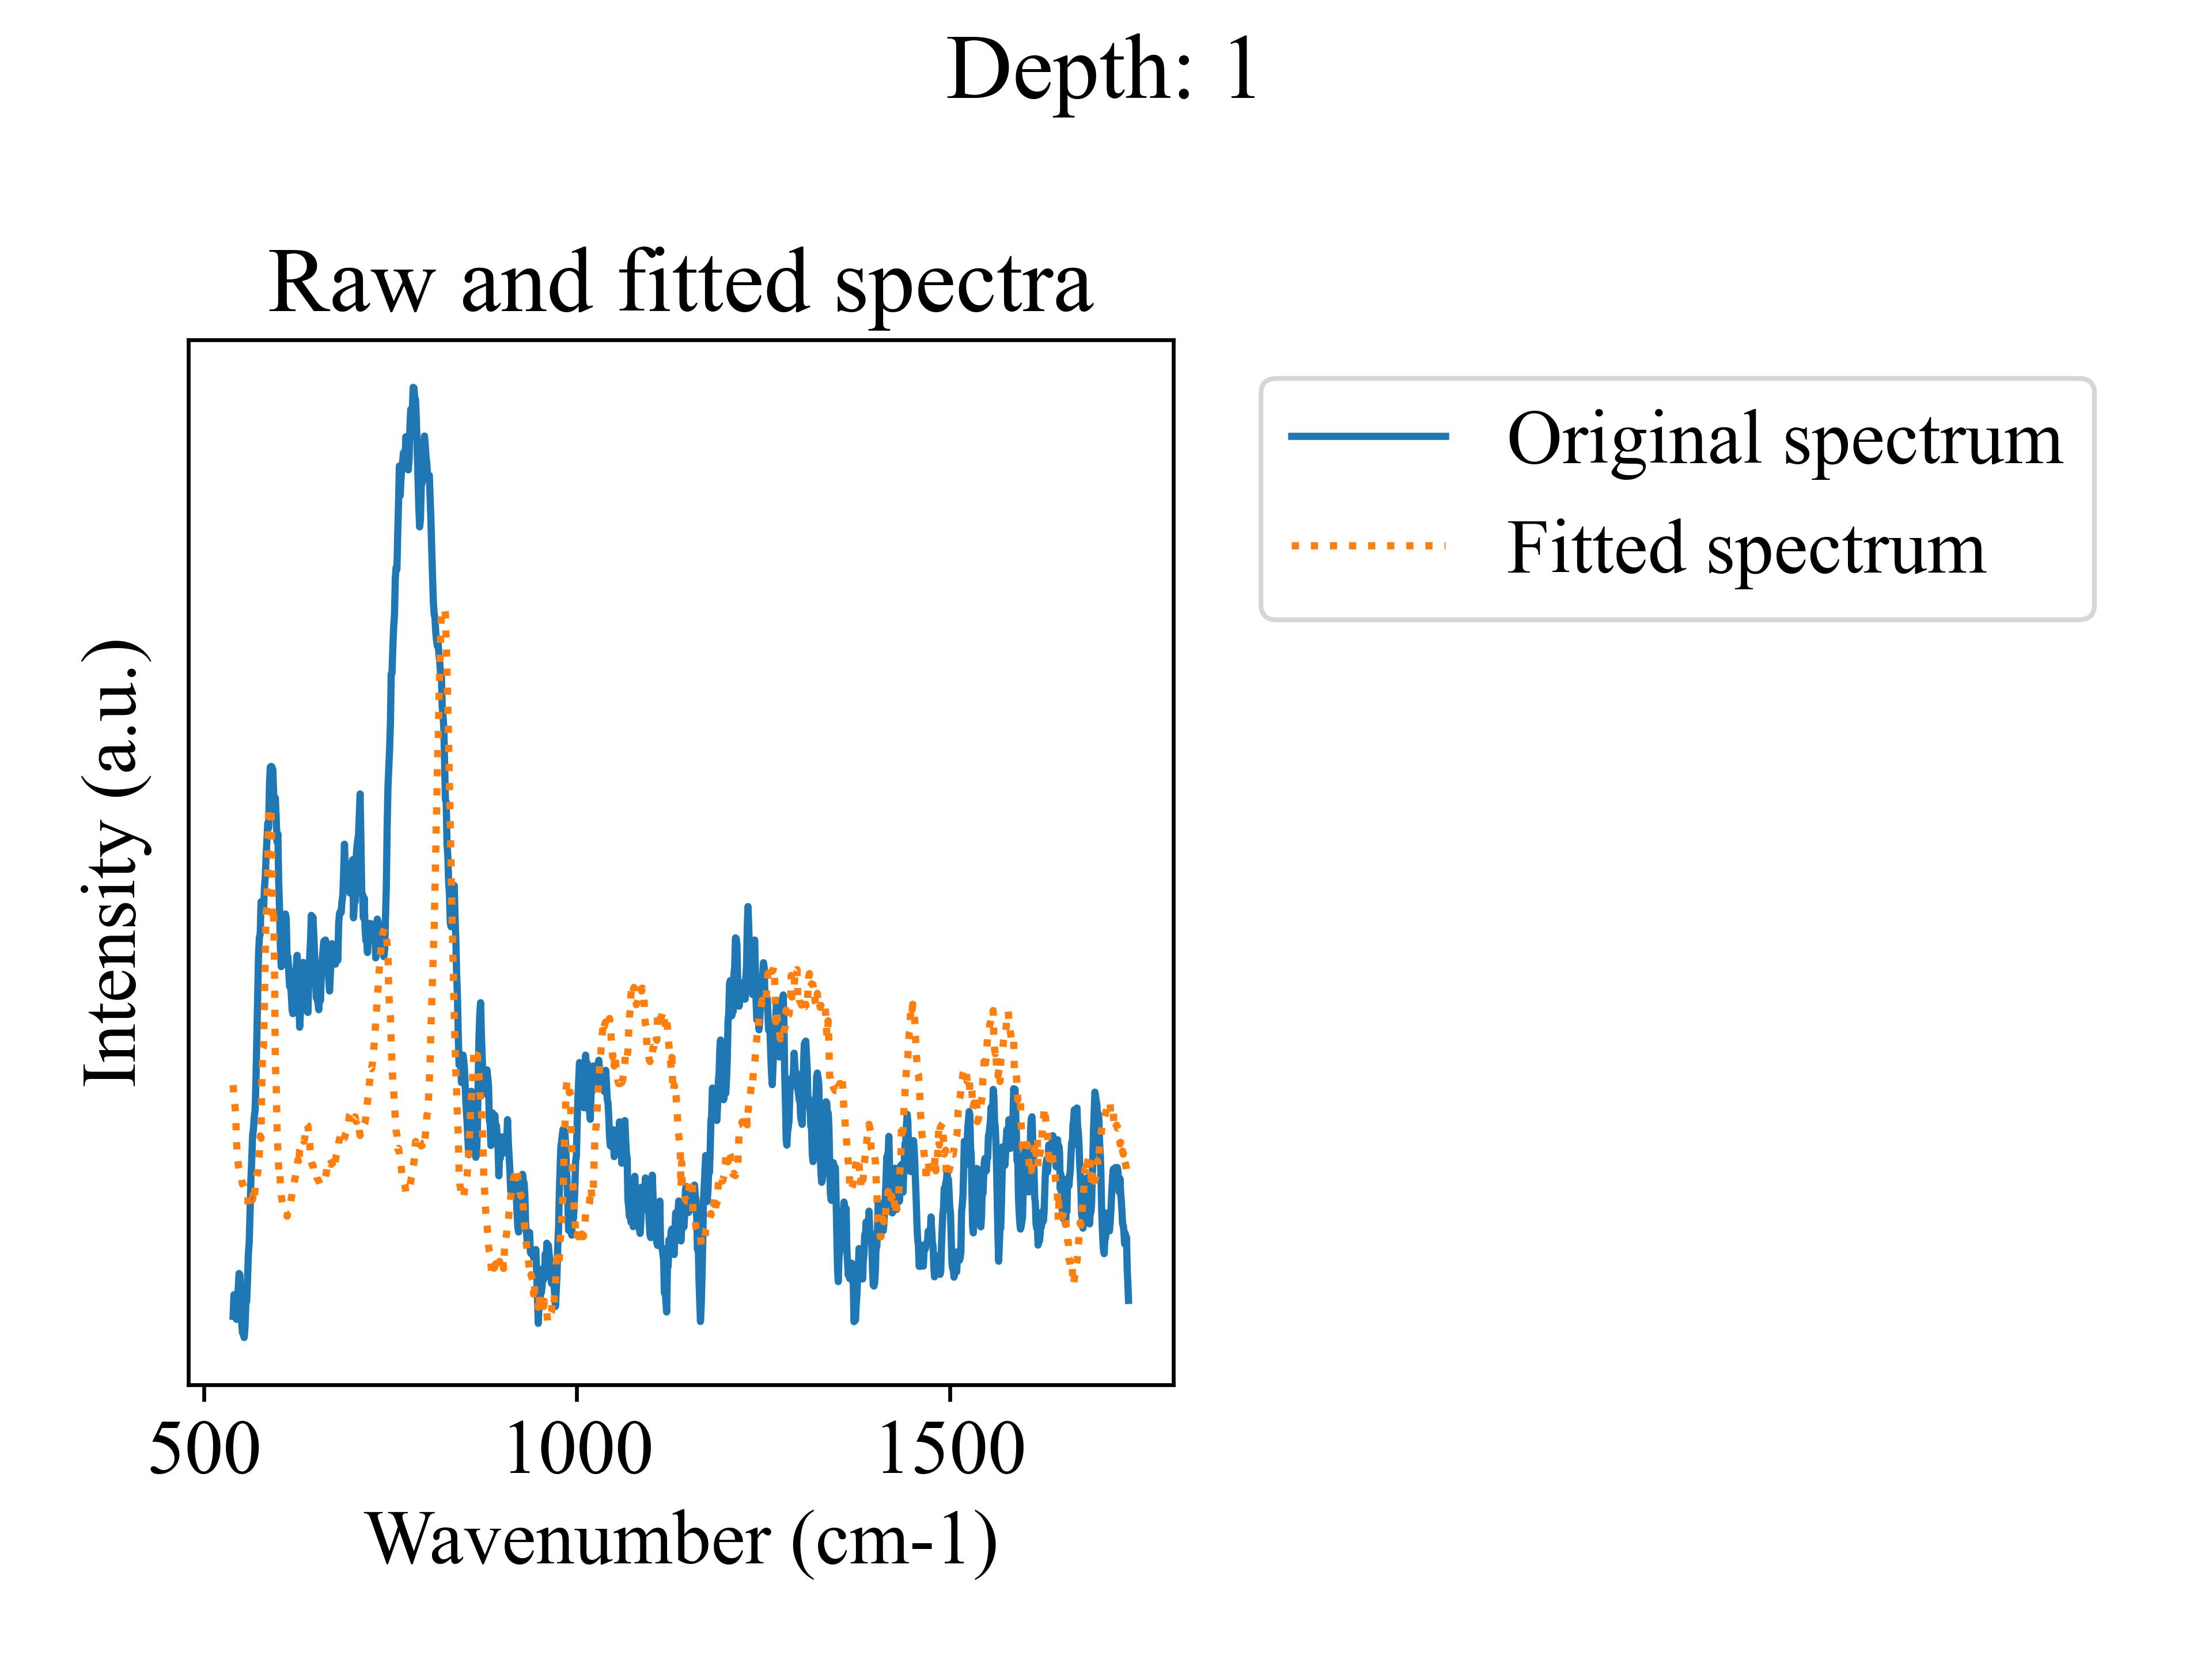 Depth: 1
Raw and fitted spectra
Original spectrum
Fitted spectrum
Intensity (a.u.)
500 1000 1500
Wavenumber (cm-1)